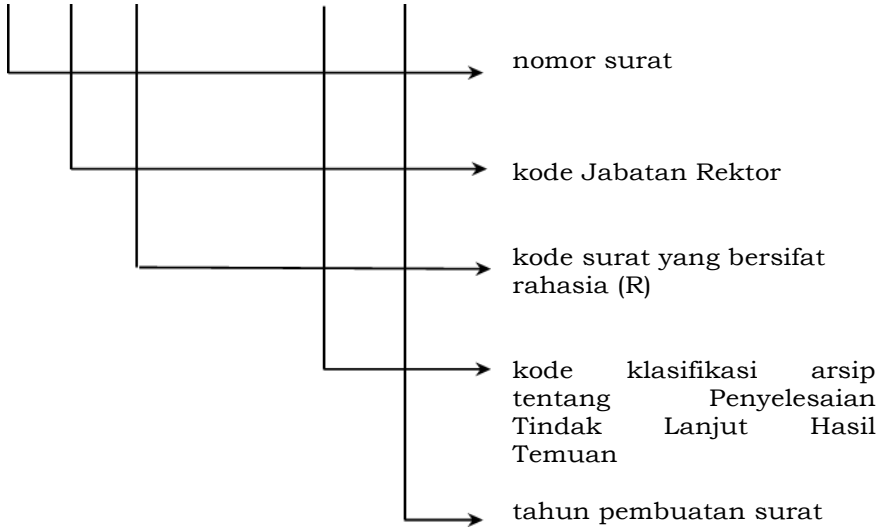 nomor surat
kode Jabatan Rektor
kode surat yang bersifat
rahasia (R)
kode klasifikasi arsip
tentang Penyelesaian
Tindak Lanjut Hasil
Temuan
tahun pembuatan surat